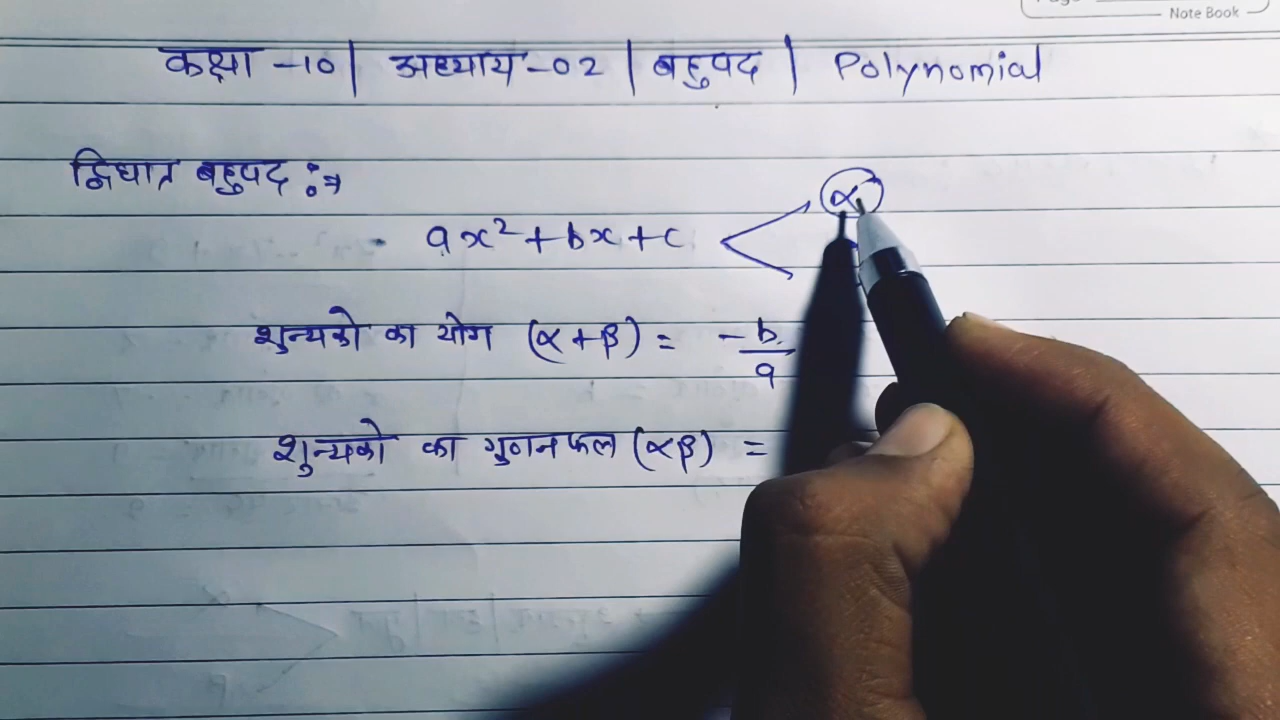 Note Book
कक्षा -10 | अध्याय -02 | बहुपद | Polynomial
द्विघात बहुपद :→
α
ax² + bx + c
शुन्यको का योग (α+β) = -b/a
शुन्यको का गुणनफल (αβ) =